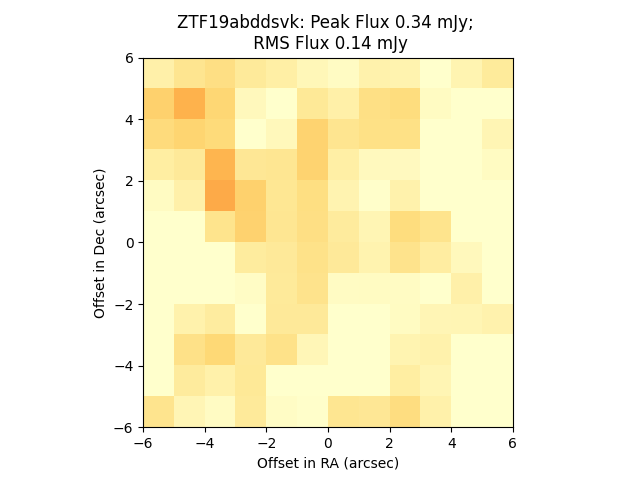 ZTF19abddsvk: Peak Flux 0.34 mJy;
RMS Flux 0.14 mJy
6
4
2
0
−2
−4
−6
Offset in Dec (arcsec)
−6 −4 −2 0 2 4 6
Offset in RA (arcsec)